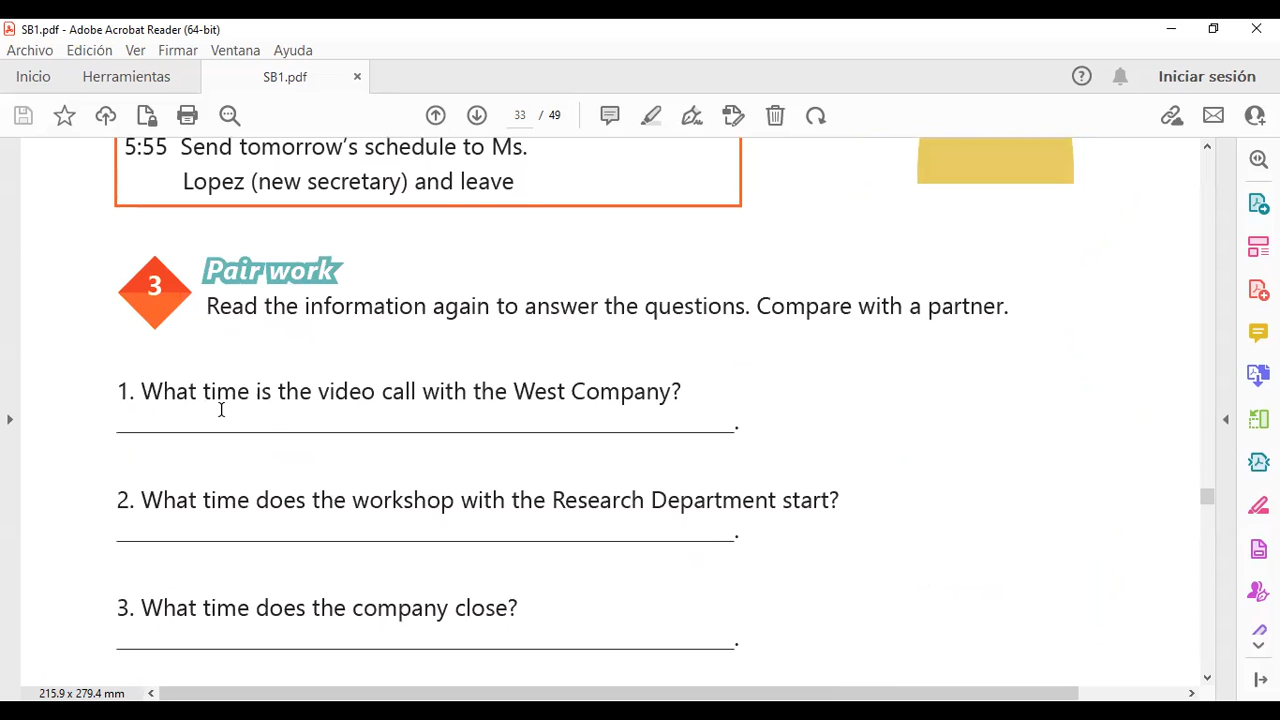 SB1.pdf - Adobe Acrobat Reader (64-bit)
Archivo Edición Ver Firmar Ventana Ayuda
Inicio Herramientas SB1.pdf × Iniciar sesión
33 / 49
5:55 Send tomorrow's schedule to Ms.
Lopez (new secretary) and leave
3 Pair work
Read the information again to answer the questions. Compare with a partner.
1. What time is the video call with the West Company?
2. What time does the workshop with the Research Department start?
3. What time does the company close?
215.9 x 279.4 mm